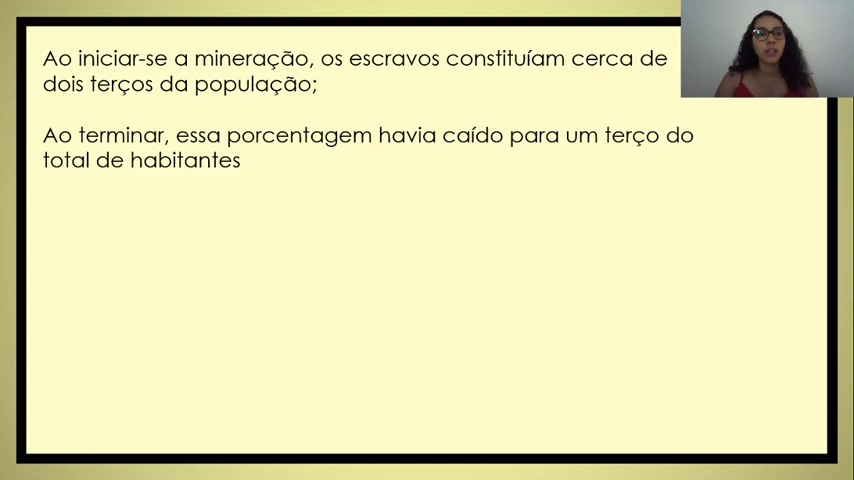 Ao iniciar-se a mineração, os escravos constituíam cerca de
dois terços da população;
Ao terminar, essa porcentagem havia caído para um terço do
total de habitantes